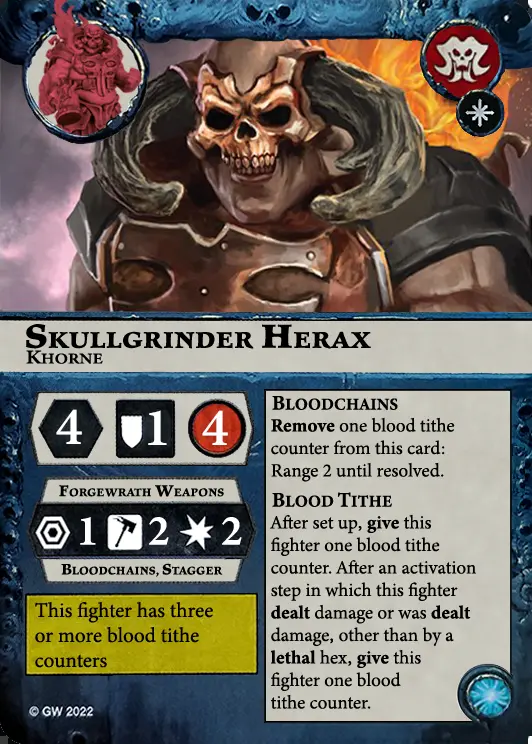 Skullgrinder Herax
Khorne
4 1 4
Forgewrath Weapons
1 2 2
Bloodchains, Stagger
This fighter has three
or more blood tithe
counters
© GW 2022
Bloodchains
Remove one blood tithe
counter from this card:
Range 2 until resolved.
Blood Tithe
After set up, give this
fighter one blood tithe
counter. After an activation
step in which this fighter
dealt damage or was dealt
damage, other than by a
lethal hex, give this
fighter one blood
tithe counter.